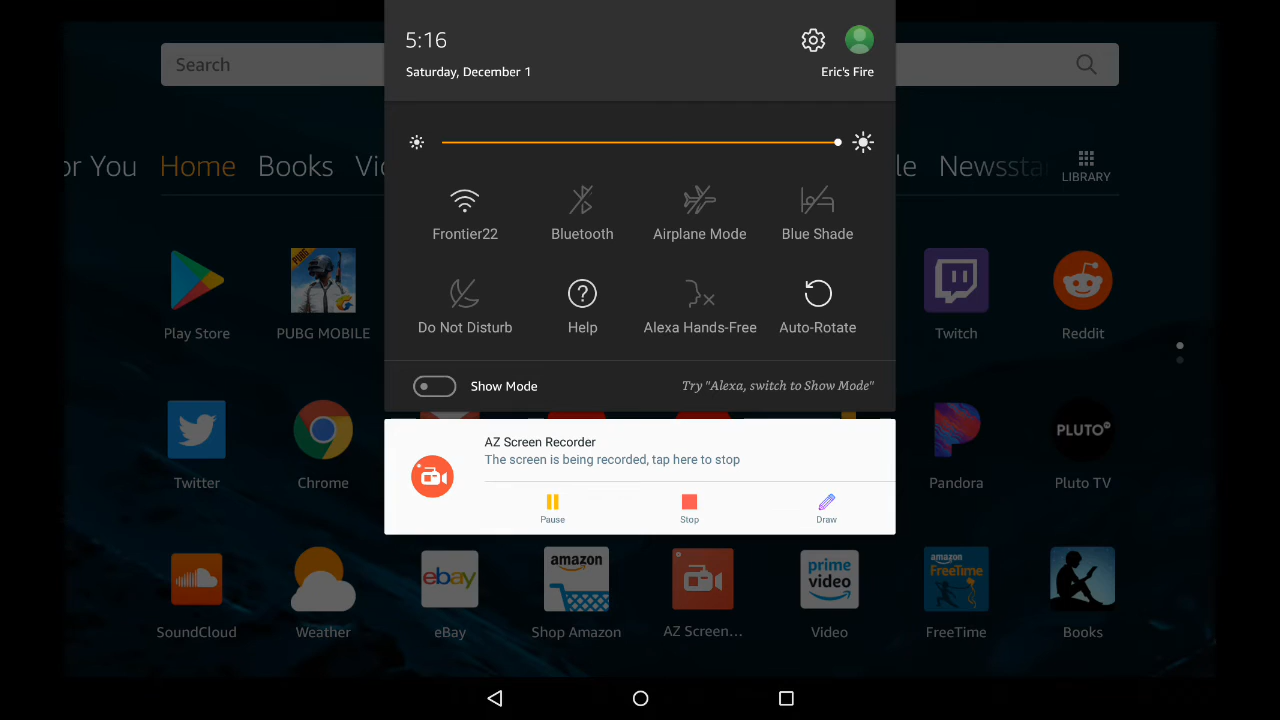 5:16
Saturday, December 1
Eric's Fire
Search
or You Home Books Vi
le Newssta
LIBRARY
Frontier22 Bluetooth Airplane Mode Blue Shade
Do Not Disturb Help Alexa Hands-Free Auto-Rotate
Show Mode Try "Alexa, switch to Show Mode"
AZ Screen Recorder
The screen is being recorded, tap here to stop
Pause Stop Draw
PUBG
Play Store PUBG MOBILE Twitch Reddit
PLUTO TV
Twitter Chrome Pandora Pluto TV
ebay amazon prime video amazon FreeTime
SoundCloud Weather eBay Shop Amazon AZ Screen... Video FreeTime Books